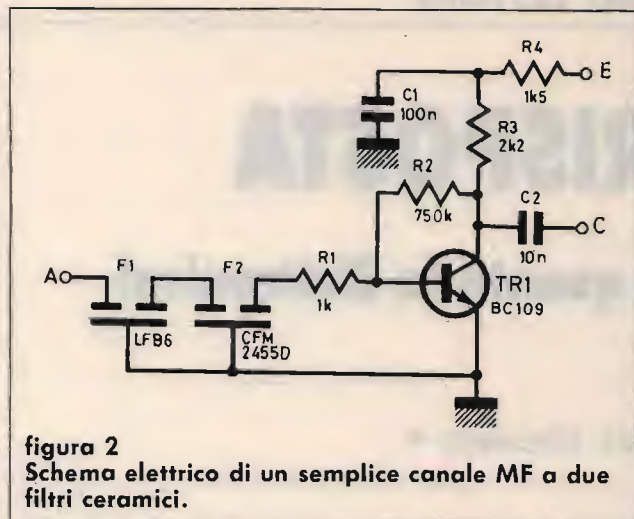 R4
E
1k5
C1
100n
R3
2k2
R2
750k
C2
10n
C
F1
F2
R1
A
1k
TR1
BC109
LFB6
CFM
2455D
figura 2
Schema elettrico di un semplice canale MF a due
filtri ceramici.